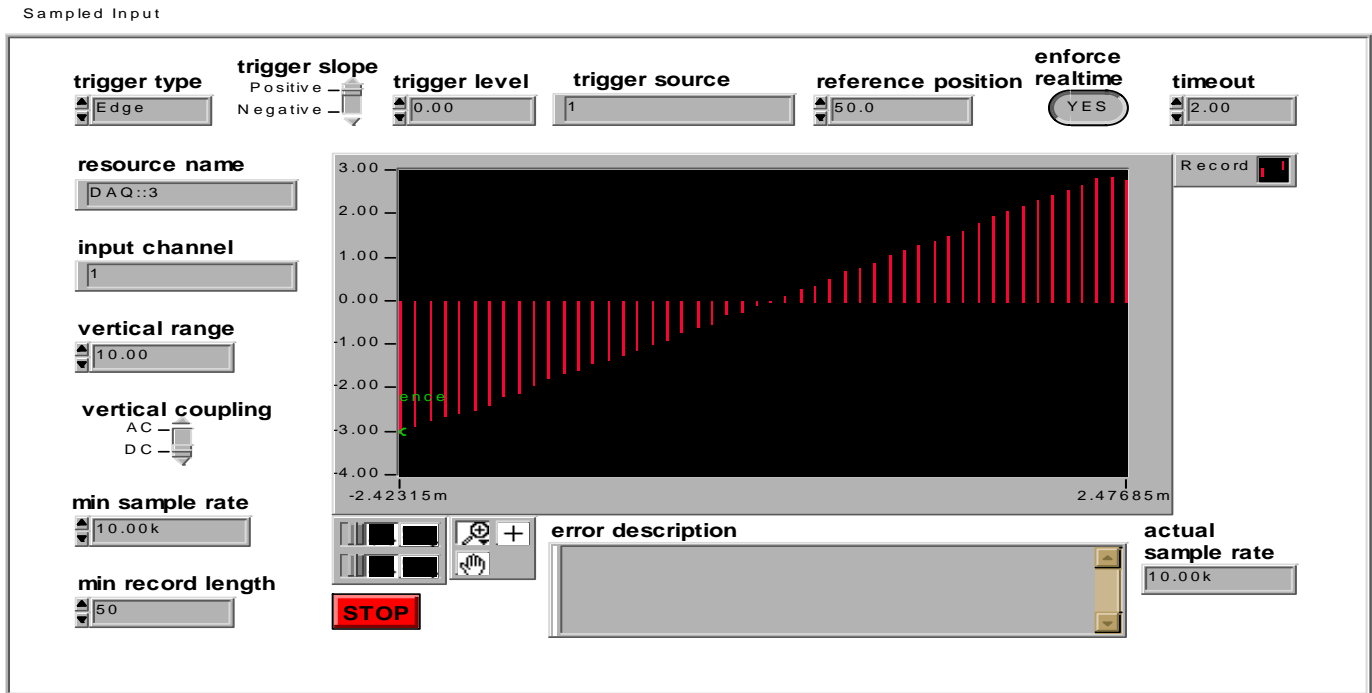 Sampled Input
trigger type
Edge
trigger slope
Positive
Negative
trigger level
0.00
trigger source
1
reference position
50.0
enforce
realtime
YES
timeout
2.00
resource name
DAQ::3
input channel
1
vertical range
10.00
vertical coupling
AC
DC
min sample rate
10.00k
min record length
50
3.00
2.00
1.00
0.00
-1.00
-2.00
-3.00
-4.00
ence
-2.42315m
2.47685m
Record
STOP
error description
actual
sample rate
10.00k